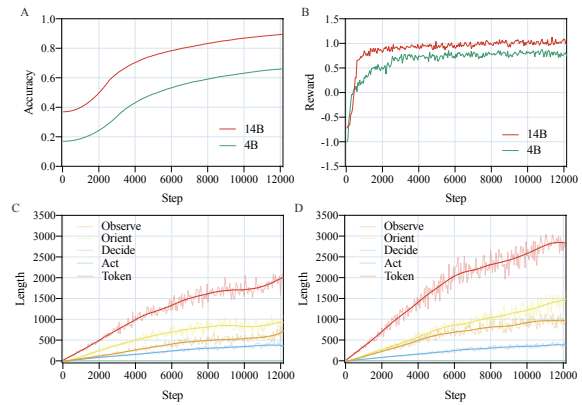 A
1.0
0.8
0.6
0.4
0.2
0.0
Accuracy
14B
4B
0 2000 4000 6000 8000 10000 12000
Step
B
1.5
1.0
0.5
0.0
-0.5
-1.0
-1.5
Reward
14B
4B
0 2000 4000 6000 8000 10000 12000
Step
C
3500
3000
2500
2000
1500
1000
500
0
Length
Observe
Orient
Decide
Act
Token
0 2000 4000 6000 8000 10000 12000
Step
D
3500
3000
2500
2000
1500
1000
500
0
Length
Observe
Orient
Decide
Act
Token
0 2000 4000 6000 8000 10000 12000
Step